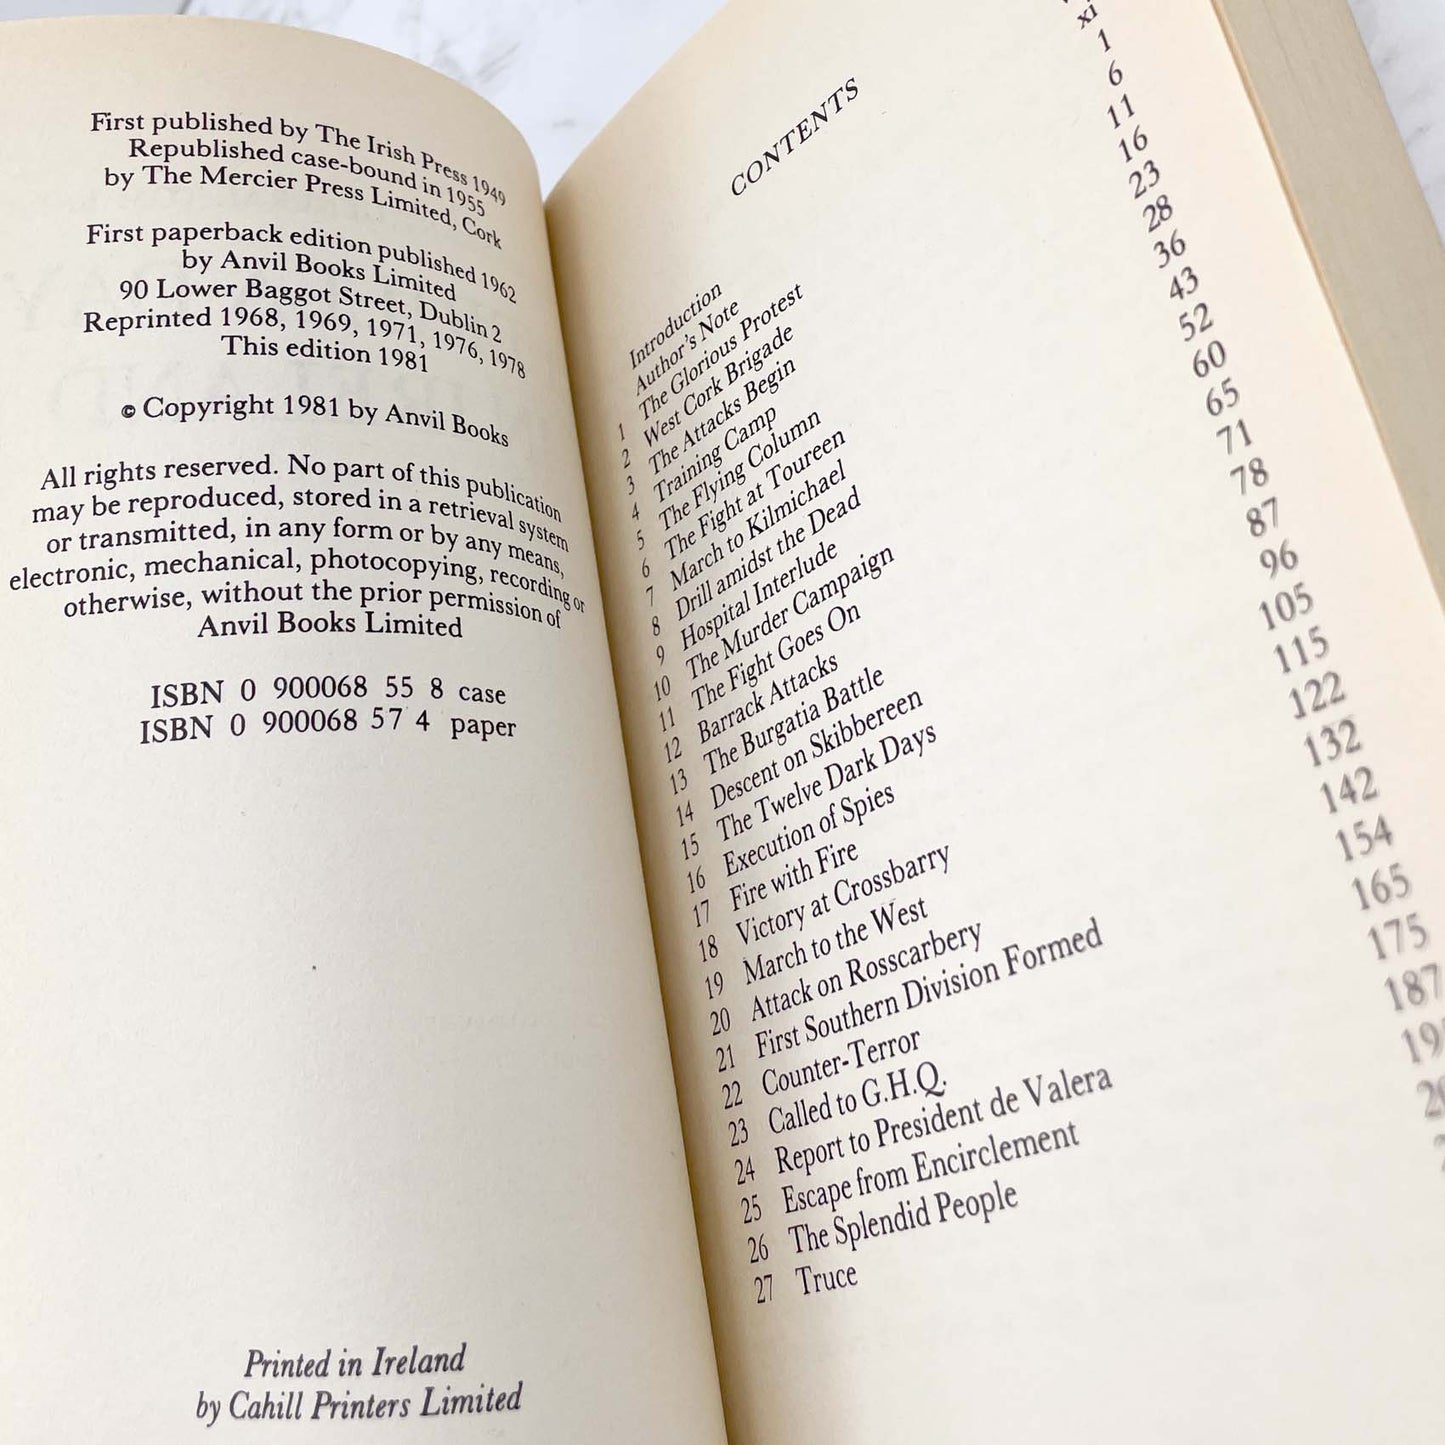 First published by The Irish Press 1949
Republished case-bound in 1955
by The Mercier Press Limited, Cork
First paperback edition published 1962
by Anvil Books Limited
90 Lower Baggot Street, Dublin 2
Reprinted 1968, 1969, 1971, 1976, 1978
This edition 1981
© Copyright 1981 by Anvil Books
All rights reserved. No part of this publication
may be reproduced, stored in a retrieval system
or transmitted, in any form or by any means,
electronic, mechanical, photocopying, recording or
otherwise, without the prior permission of
Anvil Books Limited
ISBN 0 900068 55 8 case
ISBN 0 900068 57 4 paper
Printed in Ireland
by Cahill Printers Limited
CONTENTS
Introduction
Author's Note xi
1 The Glorious Protest 1
2 West Cork Brigade 6
3 The Attacks Begin 11
4 Training Camp 16
5 The Flying Column 23
6 The Fight at Toureen 28
7 March to Kilmichael 36
8 Drill amidst the Dead 43
9 Hospital Interlude 52
10 The Murder Campaign 60
11 The Fight Goes On 65
12 Barrack Attacks 71
13 The Burgatia Battle 78
14 Descent on Skibbereen 87
15 The Twelve Dark Days 96
16 Execution of Spies 105
17 Fire with Fire 115
18 Victory at Crossbarry 122
19 March to the West 132
20 Attack on Rosscarbery 142
21 First Southern Division Formed 154
22 Counter-Terror 165
23 Called to G.H.Q. 175
24 Report to President de Valera 187
25 Escape from Encirclement
26 The Splendid People
27 Truce